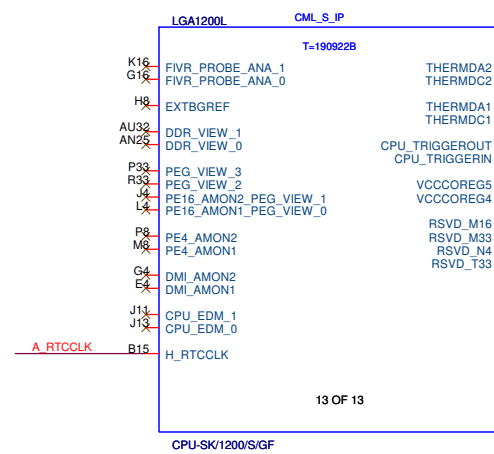 LGA1200L CML_S_IP
T=190922B
K16 FIVR_PROBE_ANA_1 THERMDA2
G16 FIVR_PROBE_ANA_0 THERMDC2
H8 EXTBGREF THERMDA1
THERMDC1
AU32 DDR_VIEW_1
AN25 DDR_VIEW_0 CPU_TRIGGEROUT
CPU_TRIGGERIN
P33 PEG_VIEW_3
R33 PEG_VIEW_2 VCCCOREG5
J4 PE16_AMON2_PEG_VIEW_1 VCCCOREG4
L4 PE16_AMON1_PEG_VIEW_0
RSVD_M16
P8 PE4_AMON2 RSVD_M33
M8 PE4_AMON1 RSVD_N4
RSVD_T33
G4 DMI_AMON2
E4 DMI_AMON1
J11 CPU_EDM_1
J13 CPU_EDM_0
A_RTCCLK B15 H_RTCCLK
13 OF 13
CPU-SK/1200/S/GF